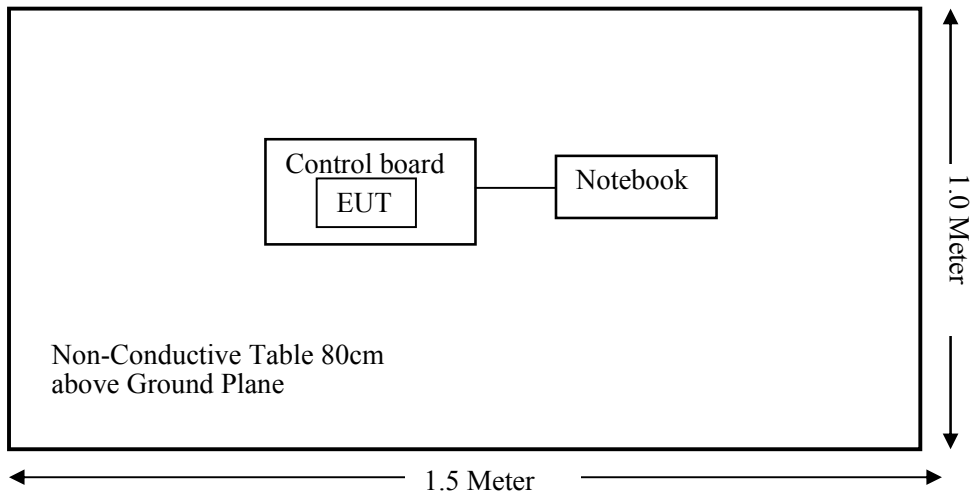 Control board
EUT
Notebook
1.0 Meter
Non-Conductive Table 80cm
above Ground Plane
1.5 Meter